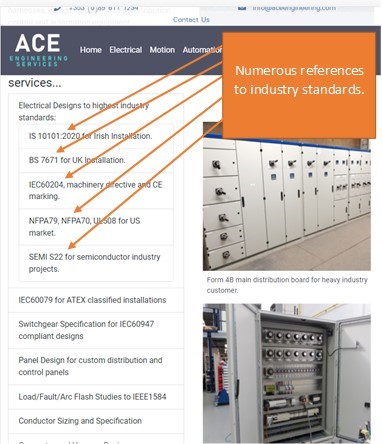 +353 (0)89 611 1234
info@aceengineering.com
Contact Us
ACE
ENGINEERING
SERVICES
Home Electrical Motion Automation
Numerous references
to industry standards.
services...
Electrical Designs to highest industry
standards:
IS 10101:2020 for Irish Installation.
BS 7671 for UK Installation.
IEC60204, machinery directive and CE
marking.
NFPA79, NFPA70, UL508 for US
market.
SEMI S22 for semiconductor industry
projects.
IEC60079 for ATEX classified installations
Switchgear Specification for IEC60947
compliant designs
Panel Design for custom distribution and
control panels
Load/Fault/Arc Flash Studies to IEEE1584
Conductor Sizing and Specification
Form 4B main distribution board for heavy industry
customer.